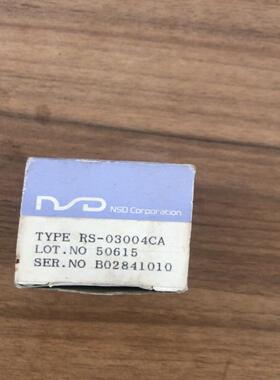 NSD NSD Corporation
TYPE RS-03004CA
LOT.NO 50615
SER.NO B02841010